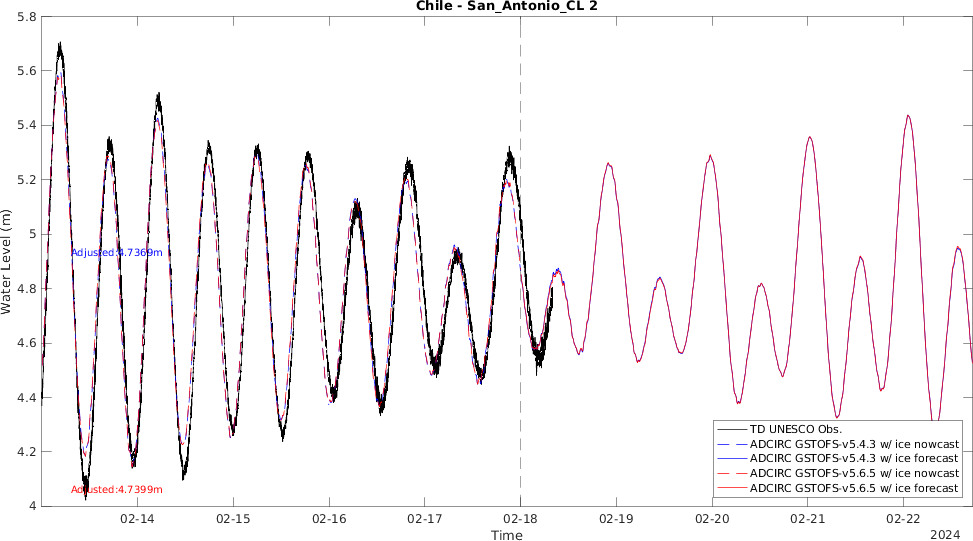 Chile - San_Antonio_CL 2
Water Level (m)
5.8
5.6
5.4
5.2
5
4.8
4.6
4.4
4.2
4
Adjusted:4.7369m
Adjusted:4.7399m
TD UNESCO Obs.
ADCIRC GSTOFS-v5.4.3 w/ ice nowcast
ADCIRC GSTOFS-v5.4.3 w/ ice forecast
ADCIRC GSTOFS-v5.6.5 w/ ice nowcast
ADCIRC GSTOFS-v5.6.5 w/ ice forecast
02-14 02-15 02-16 02-17 02-18 02-19 02-20 02-21 02-22
Time
2024